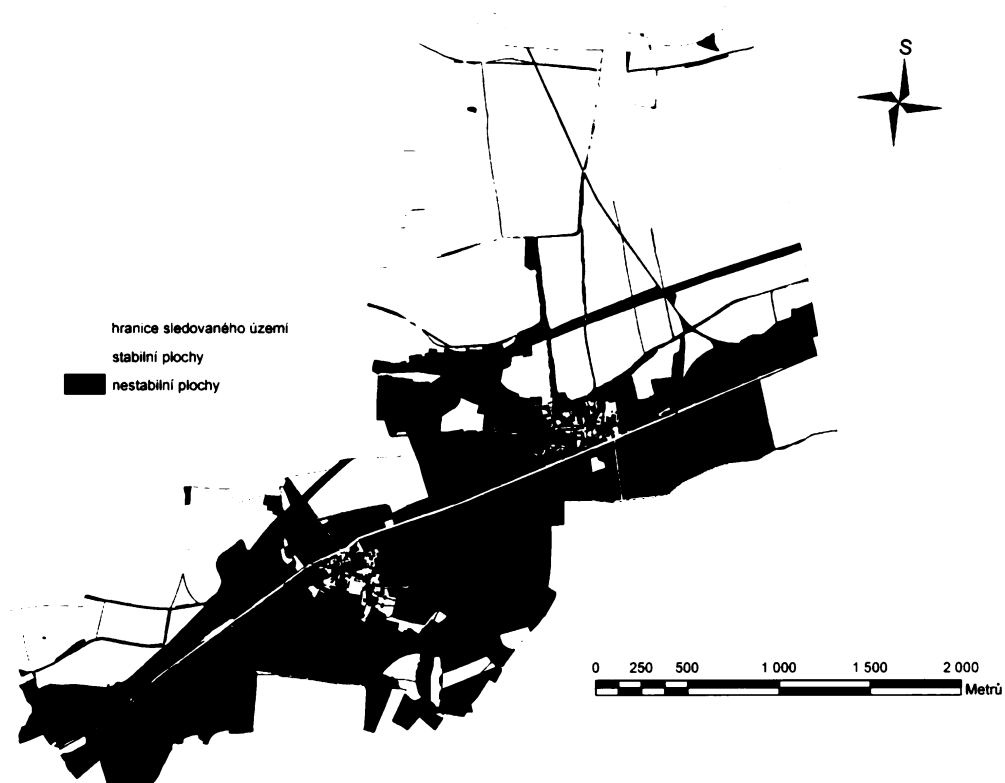 S
hranice sledovaného území
stabilní plochy
nestabilní plochy
0 250 500 1 000 1 500 2 000
Metrů